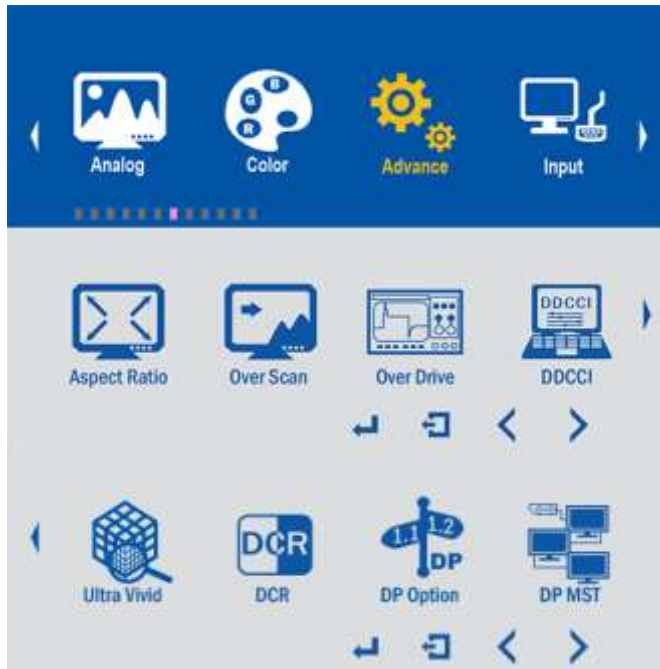 B
G
R
Analog Color Advance Input
DDCCI
Aspect Ratio Over Scan Over Drive DDCCI
DCR
1.1 1.2
DP
Ultra Vivid DCR DP Option DP MST